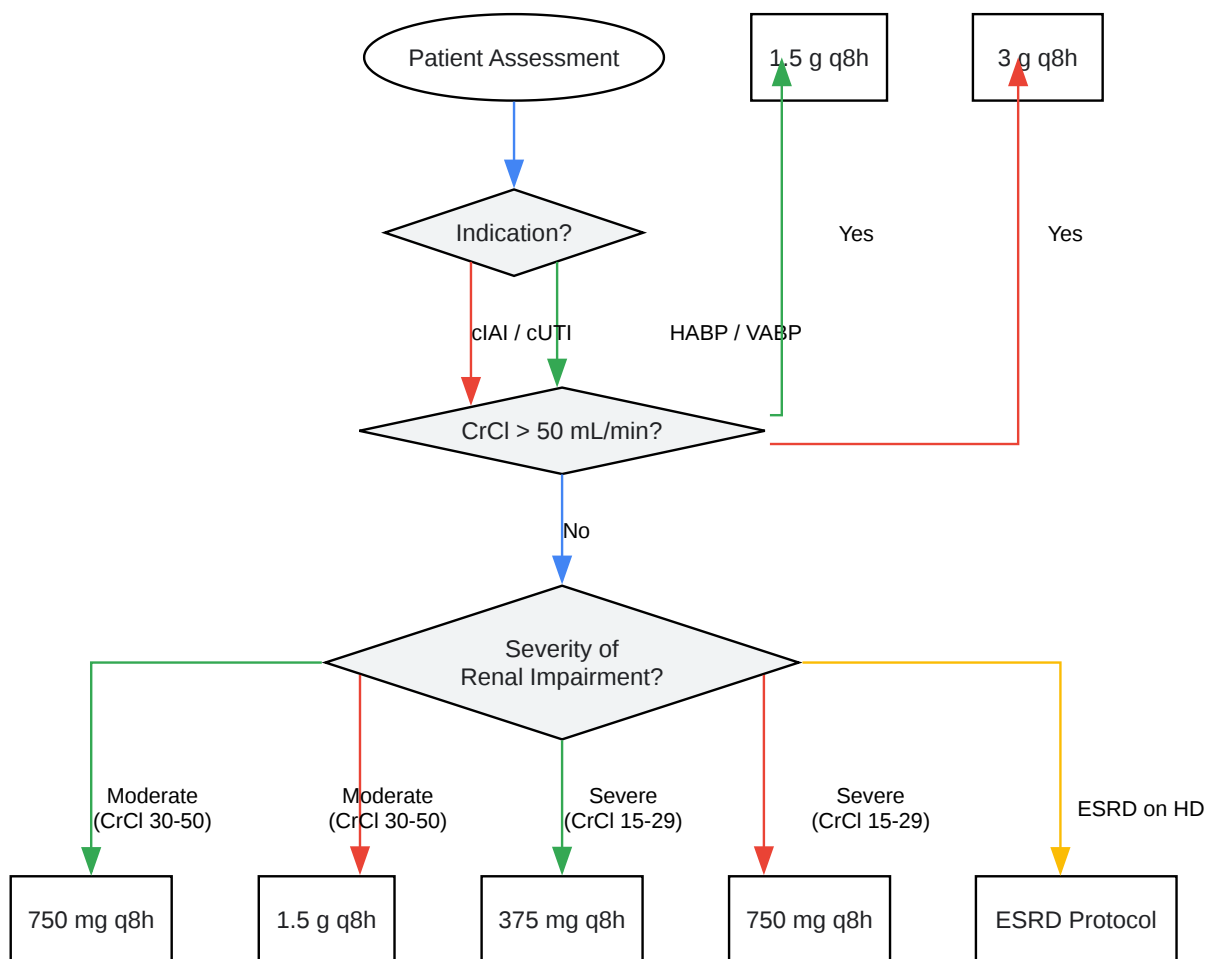 Patient Assessment
1.5 g q8h
3 g q8h
Indication?
Yes
Yes
cIAI / cUTI
HABP / VABP
CrCl > 50 mL/min?
No
Severity of
Renal Impairment?
Moderate
(CrCl 30-50)
Moderate
(CrCl 30-50)
Severe
(CrCl 15-29)
Severe
(CrCl 15-29)
ESRD on HD
750 mg q8h
1.5 g q8h
375 mg q8h
750 mg q8h
ESRD Protocol